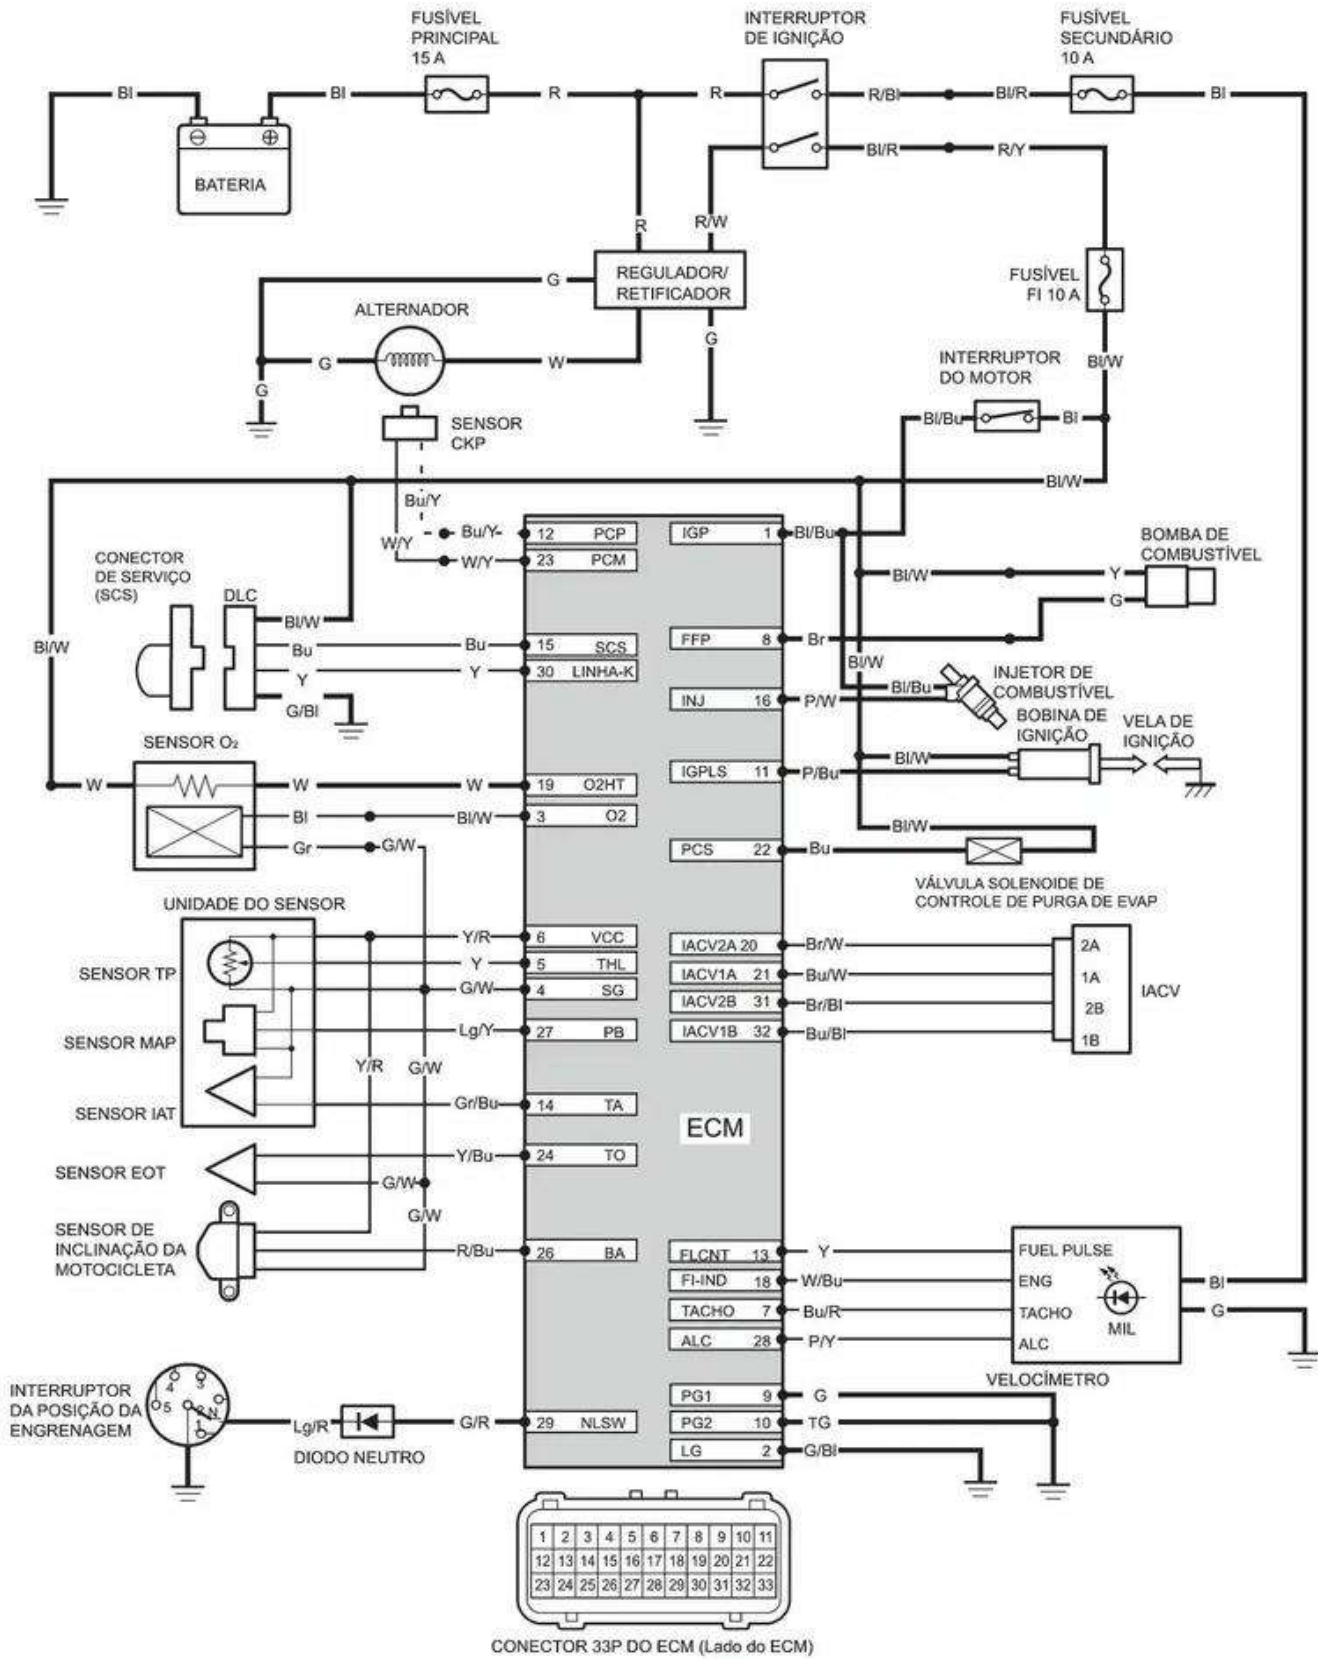 FUSÍVEL
PRINCIPAL
15 A
INTERRUPTOR
DE IGNIÇÃO
FUSÍVEL
SECUNDÁRIO
10 A
Bl
Bl
R
R
R/Bl
Bl/R
Bl
BATERIA
Bl/R
R/Y
R
R/W
REGULADOR/
RETIFICADOR
G
FUSÍVEL
FI 10 A
ALTERNADOR
G
W
G
G
Bl/W
INTERRUPTOR
DO MOTOR
Bl/Bu
Bl
SENSOR
CKP
Bl/W
Bu/Y
W/Y
Bu/Y
12 PCP
W/Y
23 PCM
IGP 1
Bl/Bu
BOMBA DE
COMBUSTÍVEL
Bl/W
Y
G
CONECTOR
DE SERVIÇO
(SCS)
DLC
Bl/W
Bu
Bu
15 SCS
Y
Y
30 LINHA-K
G/Bl
Bl/W
FFP 8
Br
Bl/W
INJ 16
P/W
Bl/Bu
INJETOR DE
COMBUSTÍVEL
BOBINA DE
IGNIÇÃO
VELA DE
IGNIÇÃO
IGPLS 11
P/Bu
Bl/W
SENSOR O₂
W
W
W
19 O2HT
Bl
Bl/W
3 O2
Gr
G/W
PCS 22
Bu
Bl/W
VÁLVULA SOLENOIDE DE
CONTROLE DE PURGA DE EVAP
UNIDADE DO SENSOR
SENSOR TP
SENSOR MAP
SENSOR IAT
Y/R
6 VCC
Y
5 THL
G/W
4 SG
Lg/Y
27 PB
Y/R
G/W
Gr/Bu
14 TA
IACV2A 20
Br/W
2A
IACV1A 21
Bu/W
1A
IACV2B 31
Br/Bl
2B
IACV1B 32
Bu/Bl
1B
IACV
ECM
SENSOR EOT
Y/Bu
24 TO
G/W
G/W
SENSOR DE
INCLINAÇÃO DA
MOTOCICLETA
R/Bu
26 BA
FLCNT 13
Y
FUEL PULSE
FI-IND 18
W/Bu
ENG
TACHO 7
Bu/R
TACHO
ALC 28
P/Y
ALC
MIL
Bl
G
VELOCÍMETRO
INTERRUPTOR
DA POSIÇÃO DA
ENGRENAGEM
4
3
5
2
N
1
Lg/R
G/R
29 NLSW
DIODO NEUTRO
PG1 9
G
PG2 10
TG
LG 2
G/Bl
1 2 3 4 5 6 7 8 9 10 11
12 13 14 15 16 17 18 19 20 21 22
23 24 25 26 27 28 29 30 31 32 33
CONECTOR 33P DO ECM (Lado do ECM)